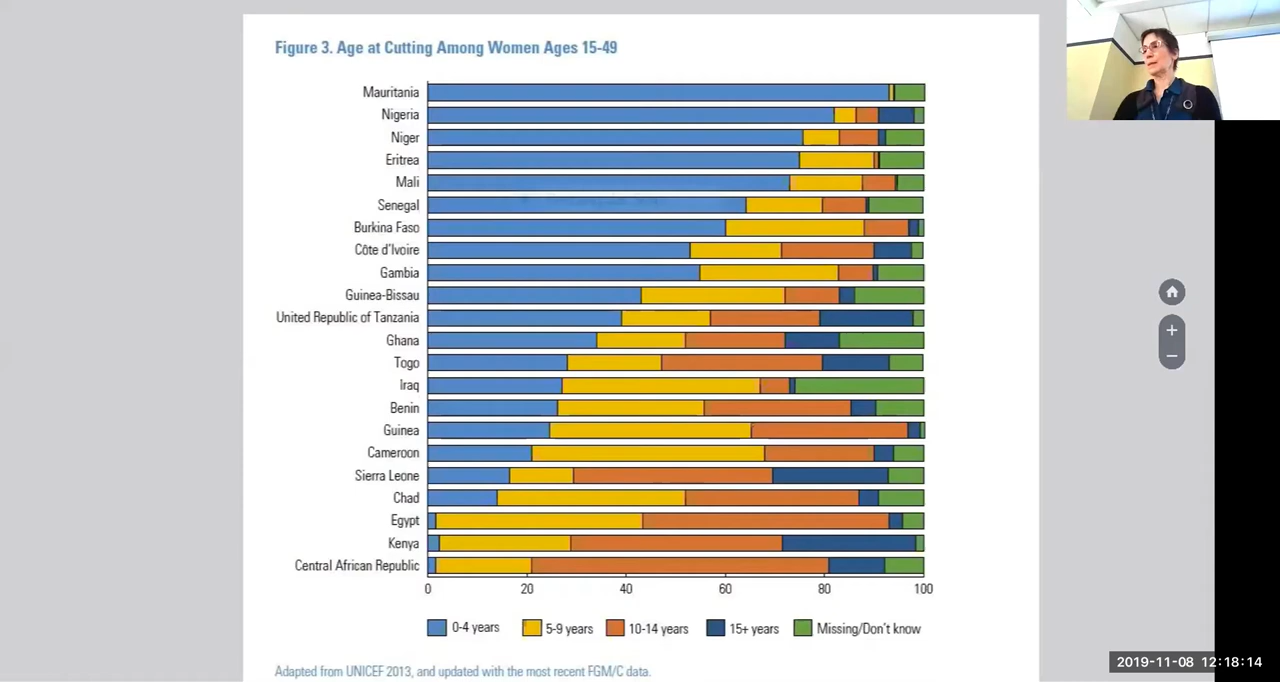 Figure 3. Age at Cutting Among Women Ages 15-49
Mauritania
Nigeria
Niger
Eritrea
Mali
Senegal
Burkina Faso
Côte d'Ivoire
Gambia
Guinea-Bissau
United Republic of Tanzania
Ghana
Togo
Iraq
Benin
Guinea
Cameroon
Sierra Leone
Chad
Egypt
Kenya
Central African Republic
0 20 40 60 80 100
0-4 years 5-9 years 10-14 years 15+ years Missing/Don't know
Adapted from UNICEF 2013, and updated with the most recent FGM/C data.
2019-11-08 12:18:14